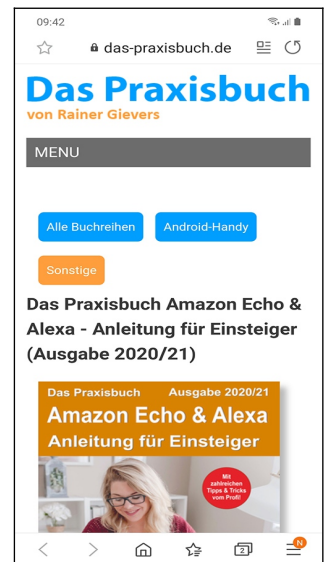 09:42
das-praxisbuch.de
Das Praxisbuch
von Rainer Gievers
MENU
Alle Buchreihen
Android-Handy
Sonstige
Das Praxisbuch Amazon Echo &
Alexa - Anleitung für Einsteiger
(Ausgabe 2020/21)
Das Praxisbuch Ausgabe 2020/21
Amazon Echo & Alexa
Anleitung für Einsteiger
Mit
zahlreichen
Tipps & Tricks
vom Profi!
2
N